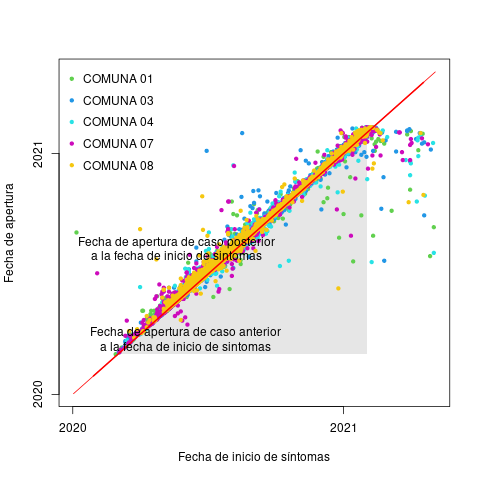 COMUNA 01
COMUNA 03
COMUNA 04
COMUNA 07
COMUNA 08
Fecha de apertura de caso posterior
a la fecha de inicio de sintomas
Fecha de apertura de caso anterior
a la fecha de inicio de sintomas
Fecha de apertura
2021
2020
2020
2021
Fecha de inicio de síntomas